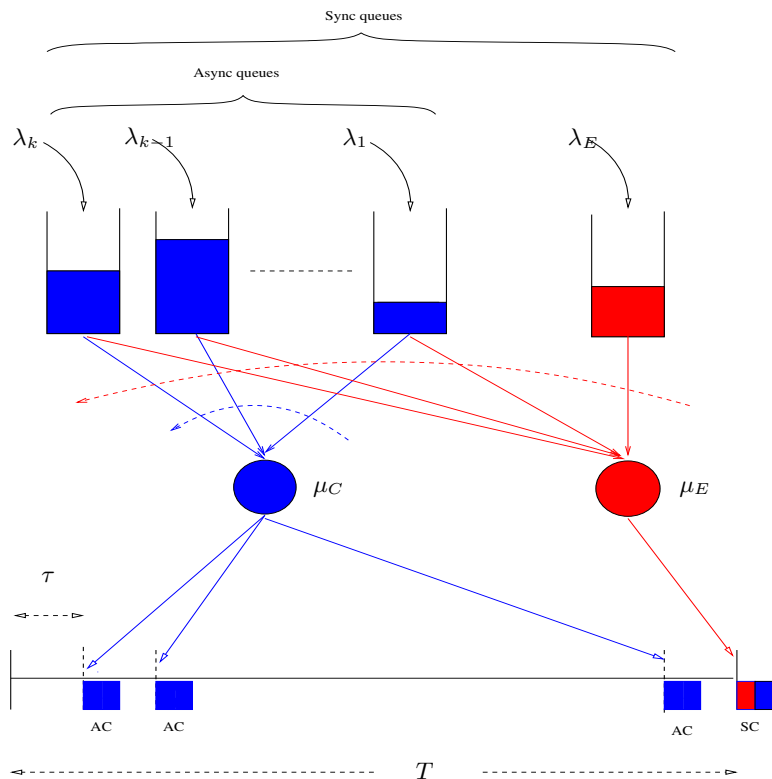 Sync queues
Async queues
λ_k λ_{k-1} λ_1 λ_E
μ_C μ_E
τ
AC AC AC SC
T